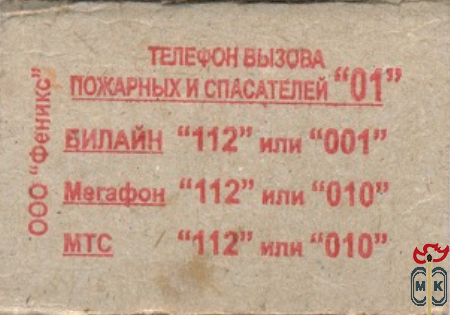 ТЕЛЕФОН ВЫЗОВА
ПОЖАРНЫХ И СПАСАТЕЛЕЙ "01"
БИЛАЙН "112" или "001"
Мегафон "112" или "010"
МТС "112" или "010"
ООО "Феникс"
МК